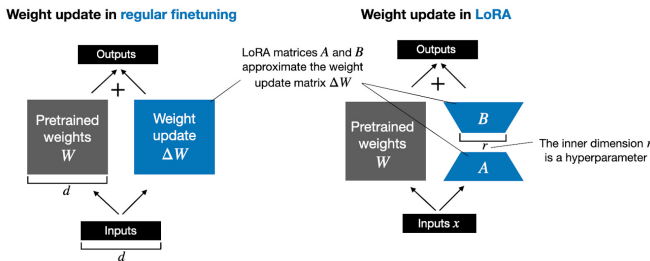 Weight update in regular finetuning
Outputs
+
Pretrained
weights
W
Weight
update
ΔW
d
Inputs
d
LoRA matrices A and B
approximate the weight
update matrix ΔW
Weight update in LoRA
Outputs
+
Pretrained
weights
W
B
r
A
The inner dimension r
is a hyperparameter
Inputs x